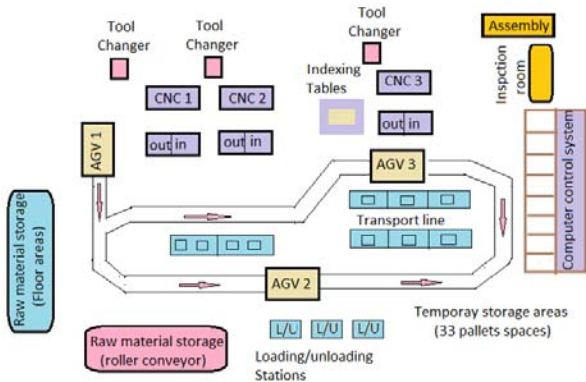 Tool
Changer
Tool
Changer
Tool
Changer
Assembly
Inspction
room
Indexing
Tables
CNC 1
CNC 2
CNC 3
out in
out in
out in
AGV 1
AGV 3
Computer control system
Transport line
Raw material storage
(Floor areas)
AGV 2
Temporay storage areas
(33 pallets spaces)
L/U
L/U
L/U
Raw material storage
(roller conveyor)
Loading/unloading
Stations